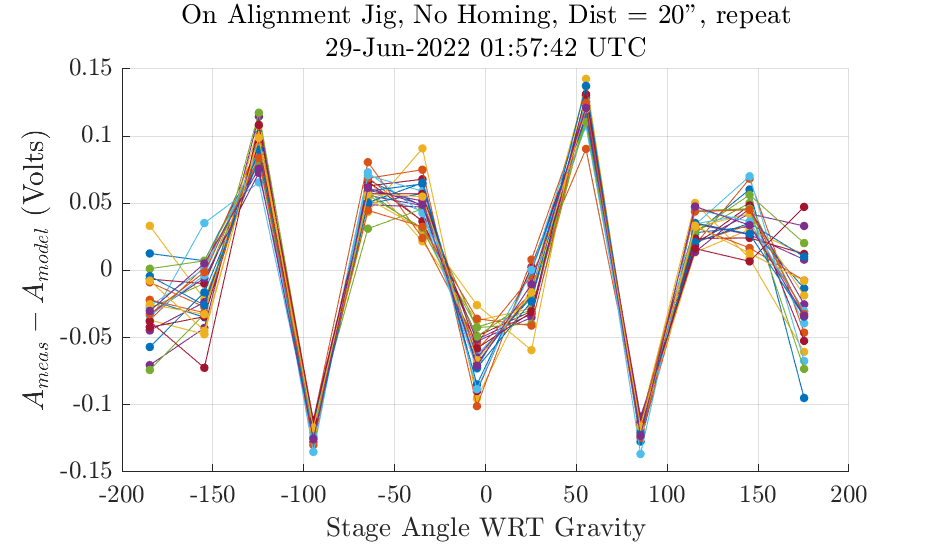 On Alignment Jig, No Homing, Dist = 20”, repeat
29-Jun-2022 01:57:42 UTC
0.15
0.1
0.05
0
-0.05
-0.1
-0.15
A_meas − A_model (Volts)
-200 -150 -100 -50 0 50 100 150 200
Stage Angle WRT Gravity